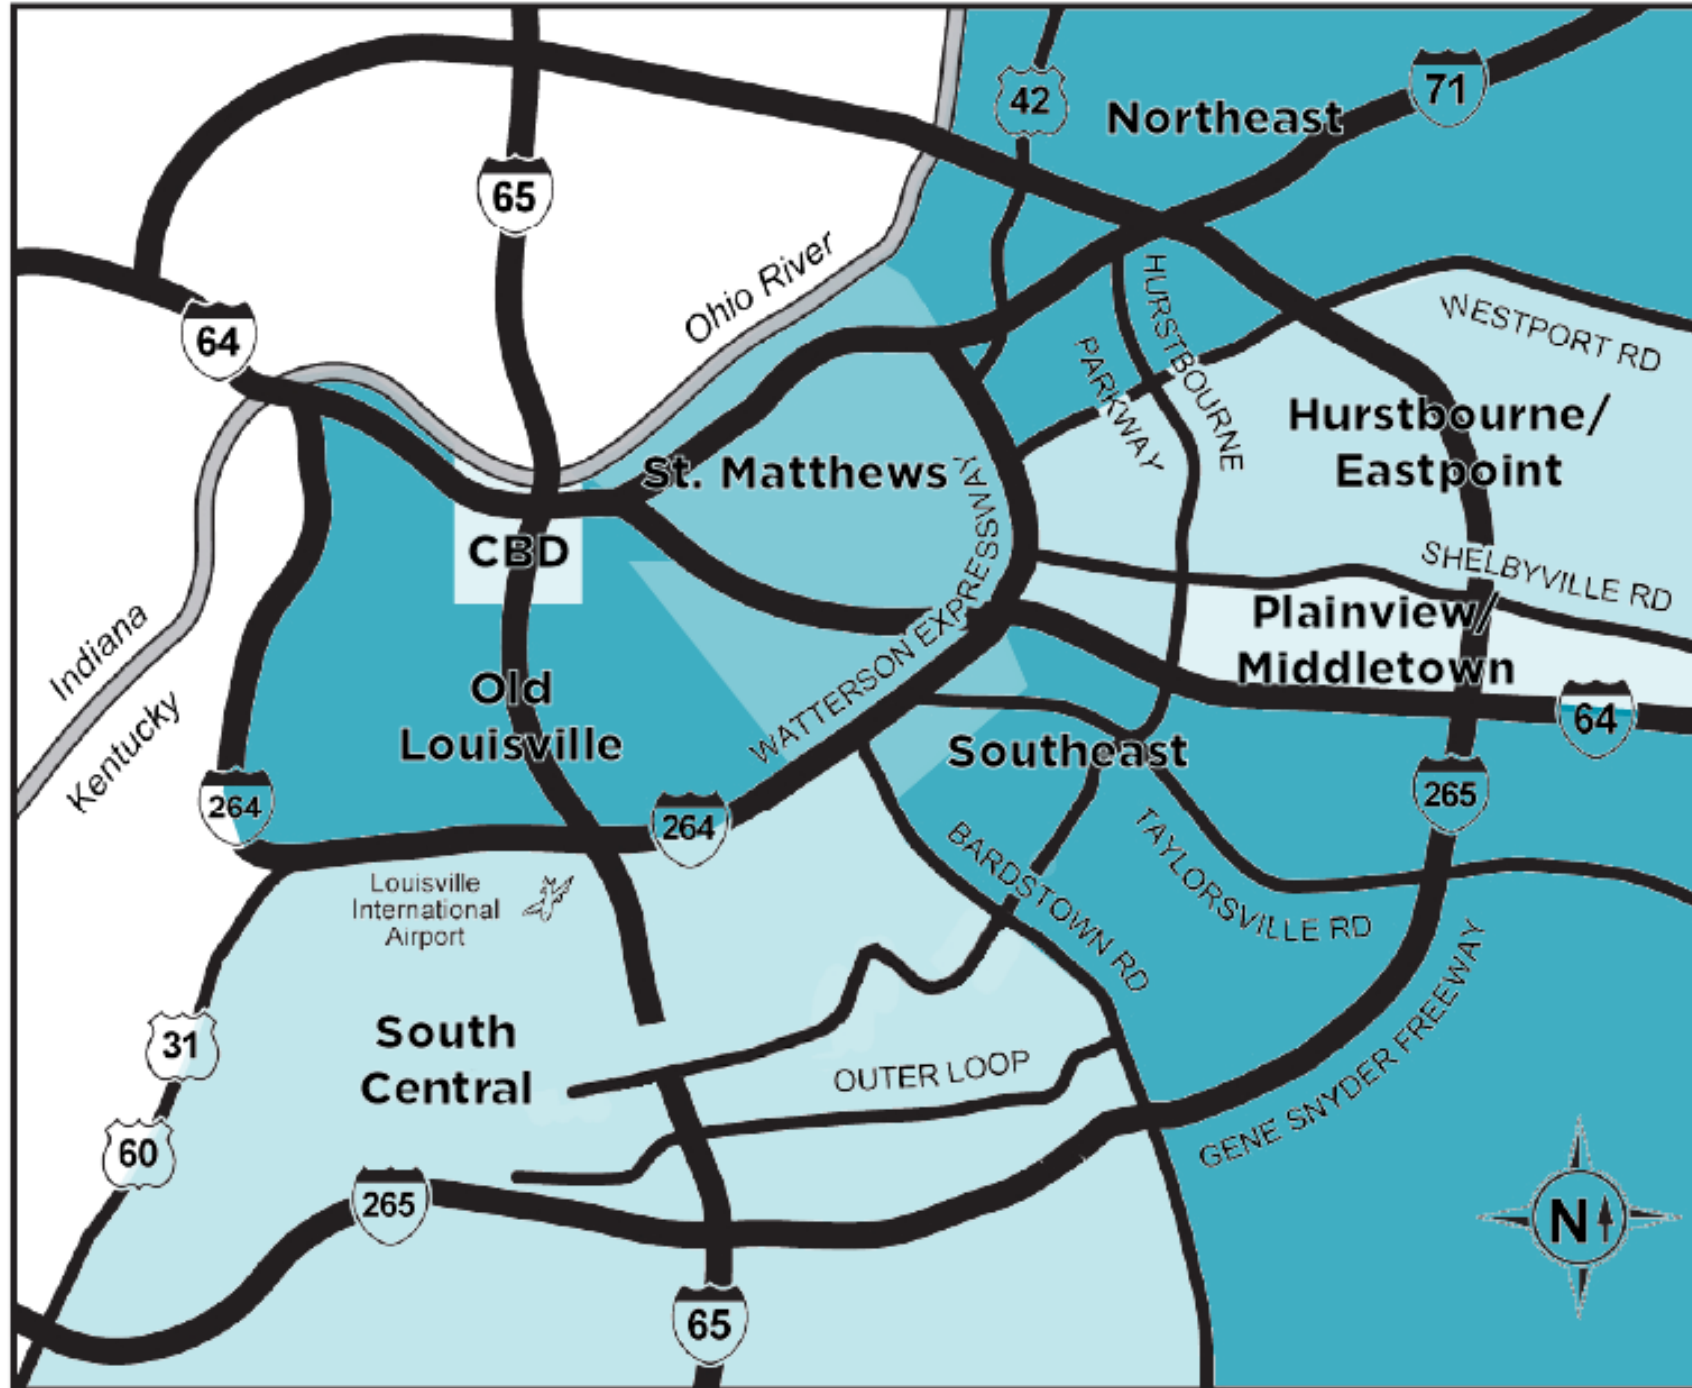 42
Northeast
71
65
Ohio River
HURSTBOURNE
PARKWAY
WESTPORT RD
64
Hurstbourne/
Eastpoint
St. Matthews
WATTERSON EXPRESSWAY
CBD
SHELBYVILLE RD
Plainview/
Middletown
Indiana
Kentucky
Old
Louisville
Southeast
64
264
264
265
TAYLORSVILLE RD
BARDSTOWN RD
Louisville
International
Airport
31
South
Central
OUTER LOOP
GENE SNYDER FREEWAY
60
265
N
65